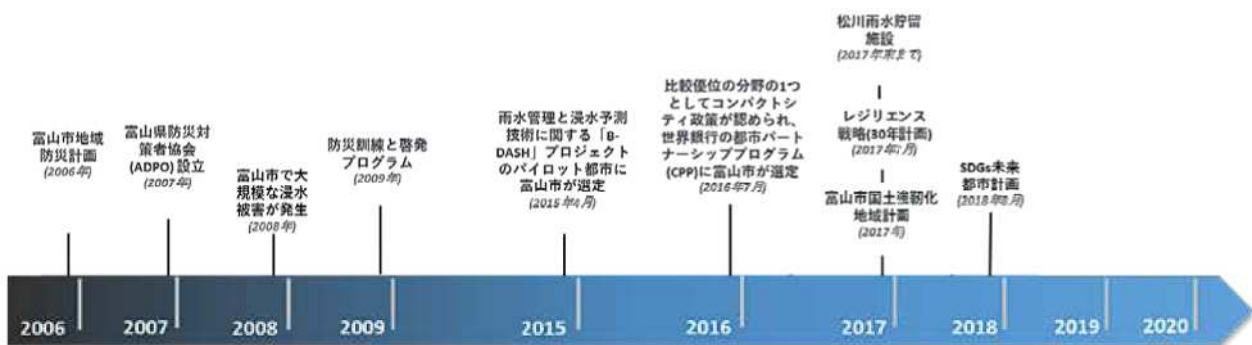 富山市地域
防災計画
(2006年)
富山県防災対
策者協会
(ADPO) 設立
(2007年)
富山市で大
規模な浸水
被害が発生
(2008年)
防災訓練と啓発
プログラム
(2009年)
雨水管理と浸水予測
技術に関する「B-
DASH」プロジェクト
のパイロット都市に
富山市が選定
(2015年4月)
比較優位の分野の1つ
としてコンパクトシ
ティ政策が認められ、
世界銀行の都市パート
ナーシッププログラム
(CPP)に富山市が選定
(2016年7月)
松川雨水貯留
施設
(2017年末まで)
レジリエンス
戦略(30年計画)
(2017年7月)
富山市国土強靭化
地域計画
(2017年)
SDGs未来
都市計画
(2018年8月)
2006
2007
2008
2009
2015
2016
2017
2018
2019
2020